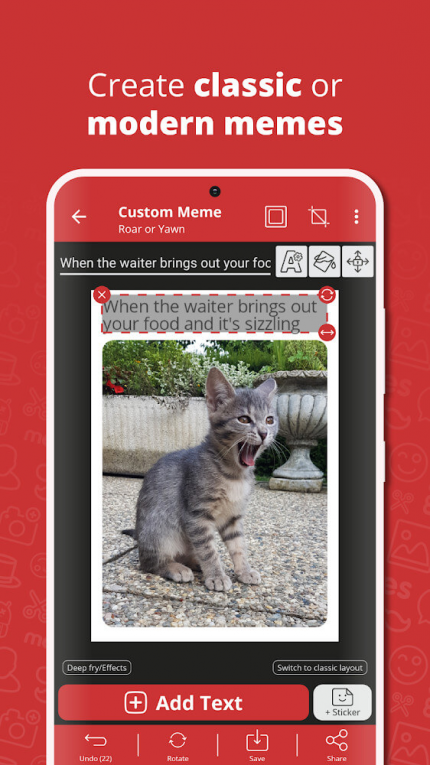 Create classic or
modern memes
Custom Meme
Roar or Yawn
When the waiter brings out your foo
When the waiter brings out
your food and it's sizzling
Deep fry/Effects
Switch to classic layout
Add Text
+ Sticker
Undo (22)
Rotate
Save
Share